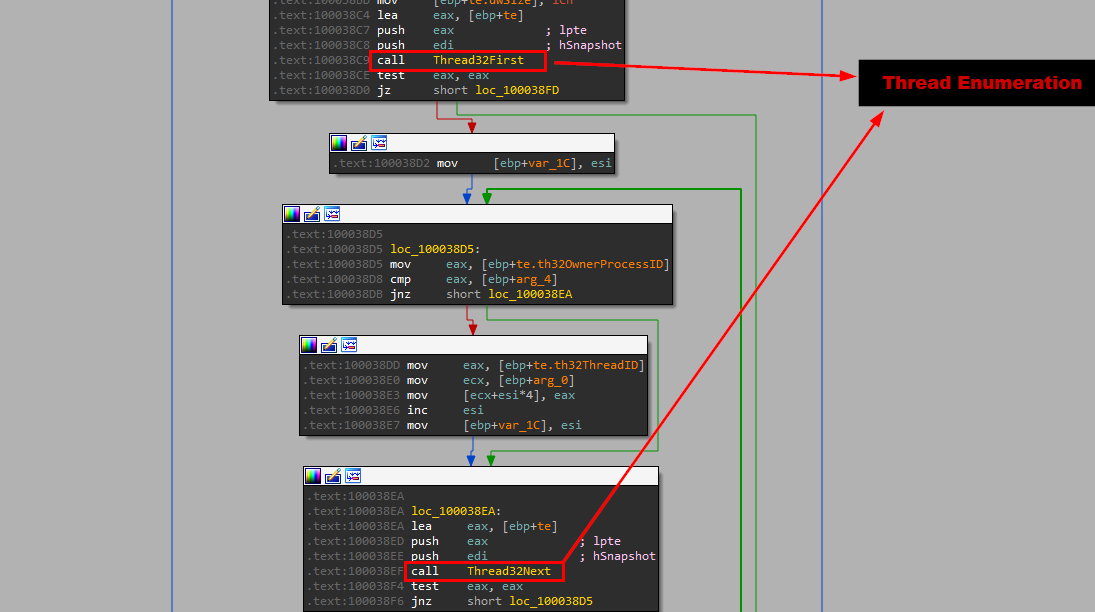 .text:100038BD mov [ebp+te.dwSize], 1Ch
.text:100038C4 lea eax, [ebp+te]
.text:100038C7 push eax ; lpte
.text:100038C8 push edi ; hSnapshot
.text:100038C9 call Thread32First
.text:100038CE test eax, eax
.text:100038D0 jz short loc_100038FD
Thread Enumeration
.text:100038D2 mov [ebp+var_1C], esi
.text:100038D5
.text:100038D5 loc_100038D5:
.text:100038D5 mov eax, [ebp+te.th32OwnerProcessID]
.text:100038D8 cmp eax, [ebp+arg_4]
.text:100038DB jnz short loc_100038EA
.text:100038DD mov eax, [ebp+te.th32ThreadID]
.text:100038E0 mov ecx, [ebp+arg_0]
.text:100038E3 mov [ecx+esi*4], eax
.text:100038E6 inc esi
.text:100038E7 mov [ebp+var_1C], esi
.text:100038EA
.text:100038EA loc_100038EA:
.text:100038EA lea eax, [ebp+te]
.text:100038ED push eax ; lpte
.text:100038EE push edi ; hSnapshot
.text:100038EF call Thread32Next
.text:100038F4 test eax, eax
.text:100038F6 jnz short loc_100038D5